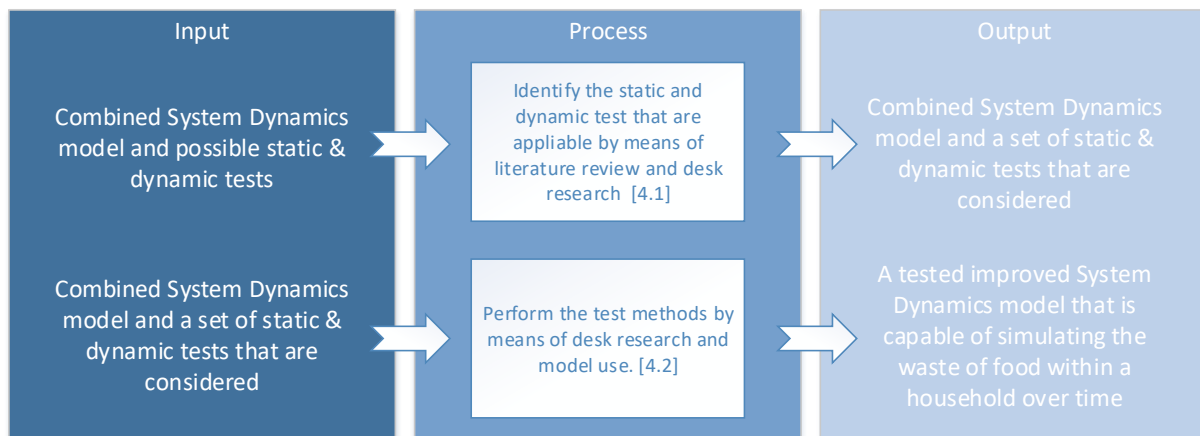 Input
Process
Output
Combined System Dynamics
model and possible static &
dynamic tests
Identify the static and
dynamic test that are
appliable by means of
literature review and desk
research [4.1]
Combined System Dynamics
model and a set of static &
dynamic tests that are
considered
Combined System Dynamics
model and a set of static &
dynamic tests that are
considered
Perform the test methods by
means of desk research and
model use. [4.2]
A tested improved System
Dynamics model that is
capable of simulating the
waste of food within a
household over time